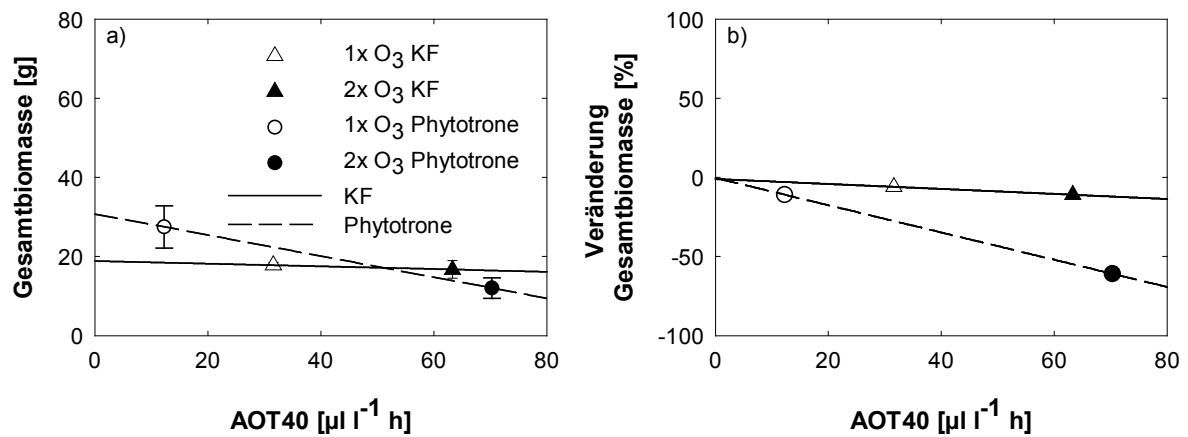 a)
80
60
40
20
0
Gesamtbiomasse [g]
1x O3 KF
2x O3 KF
1x O3 Phytotrone
2x O3 Phytotrone
KF
Phytotrone
0 20 40 60 80
AOT40 [µl l-1 h]
b)
100
50
0
-50
-100
Veränderung
Gesamtbiomasse [%]
0 20 40 60 80
AOT40 [µl l-1 h]